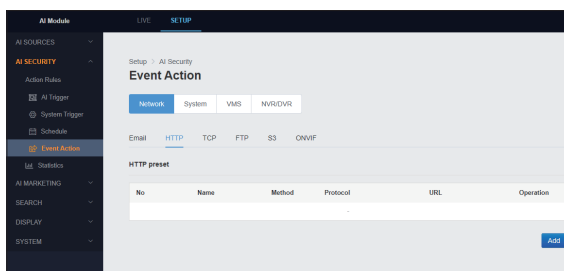 AI Module
LIVE SETUP
AI SOURCES
AI SECURITY
Action Rules
AI Trigger
System Trigger
Schedule
Event Action
Statistics
AI MARKETING
SEARCH
DISPLAY
SYSTEM
Setup > AI Security
Event Action
Network System VMS NVR/DVR
Email HTTP TCP FTP S3 ONVIF
HTTP preset
No Name Method Protocol URL Operation
-
Add